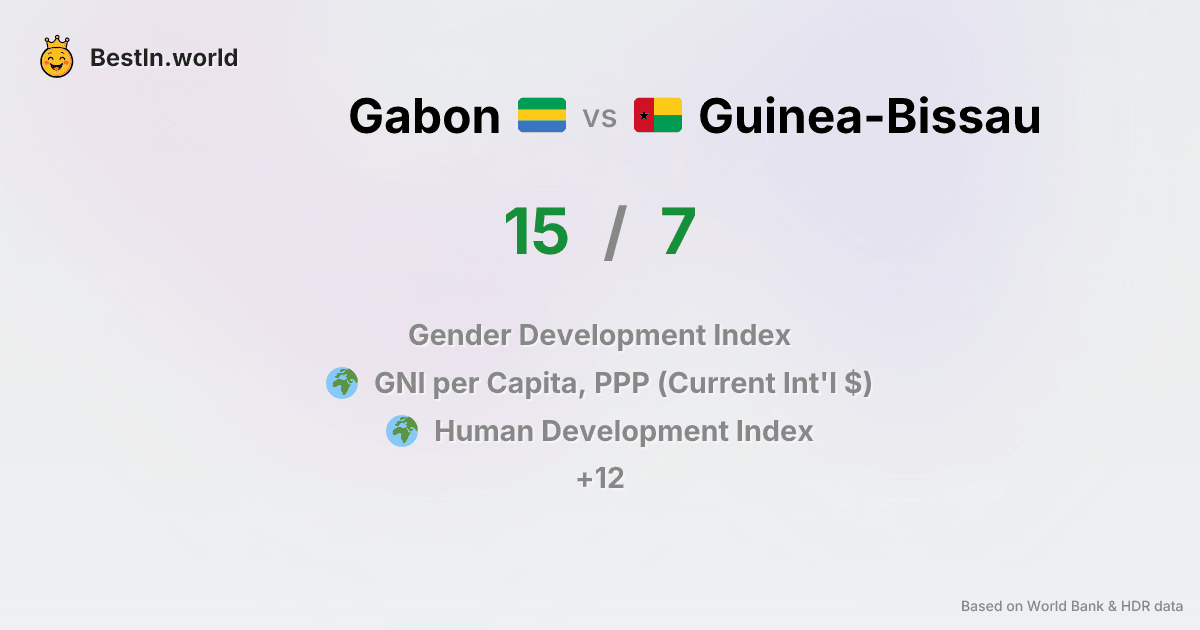 BestIn.world
Gabon vs Guinea-Bissau
15 / 7
Gender Development Index
GNI per Capita, PPP (Current Int'l $)
Human Development Index
+12
Based on World Bank & HDR data